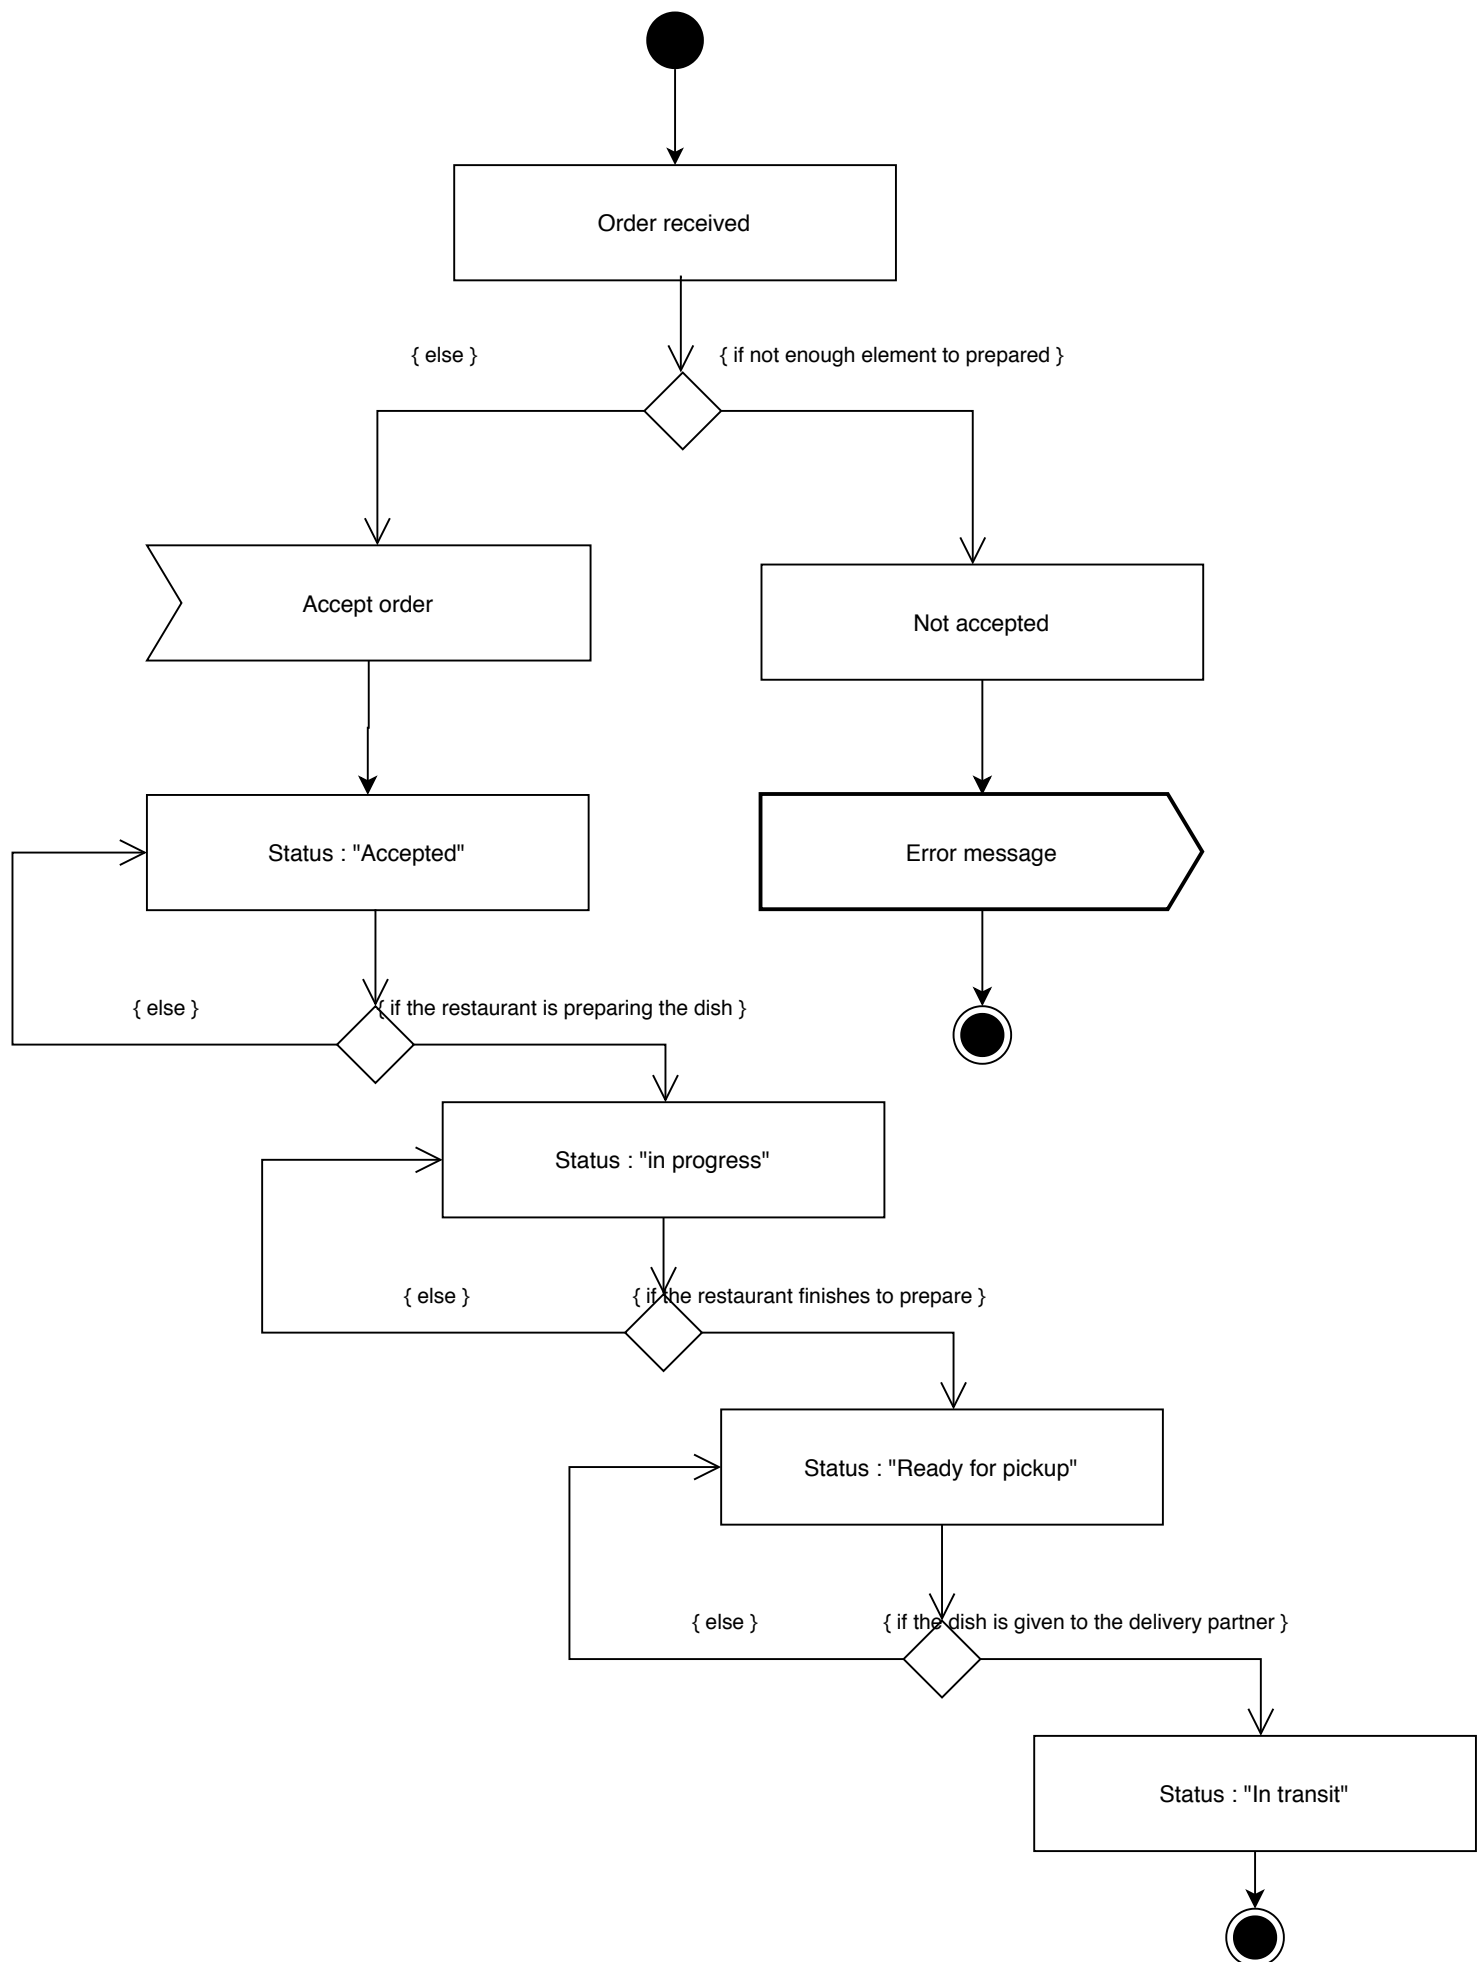 Order received
{ else }
{ if not enough element to prepared }
Accept order
Not accepted
Status : "Accepted"
Error message
{ else }
{ if the restaurant is preparing the dish }
Status : "in progress"
{ else }
{ if the restaurant finishes to prepare }
Status : "Ready for pickup"
{ else }
{ if the dish is given to the delivery partner }
Status : "In transit"